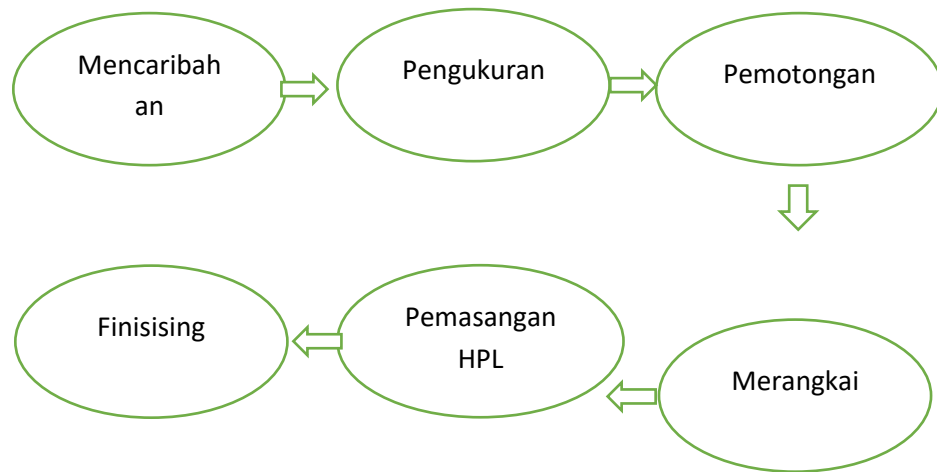 Mencaribah
an
Pengukuran
Pemotongan
Finisising
Pemasangan
HPL
Merangkai